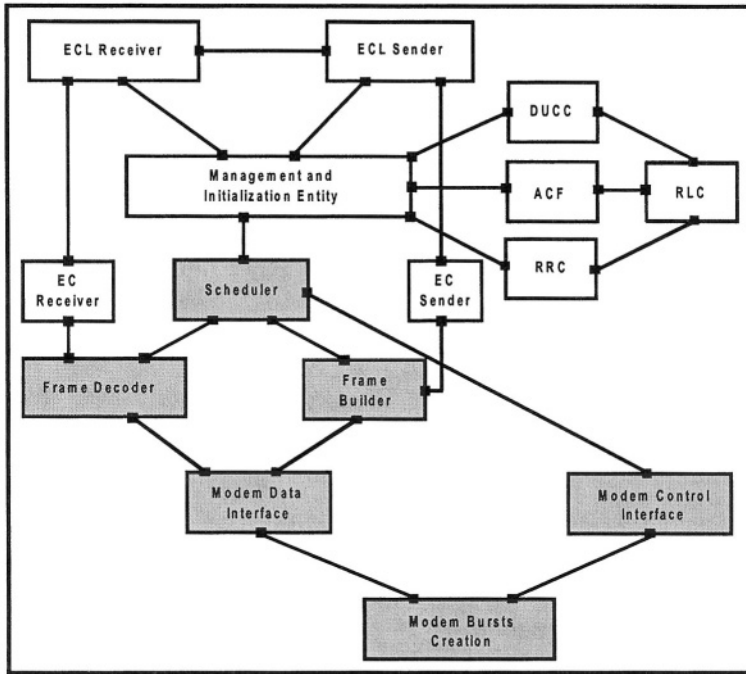 ECL Receiver
ECL Sender
DUCC
Management and
Initialization Entity
ACF
RLC
RRC
EC
Receiver
Scheduler
EC
Sender
Frame Decoder
Frame
Builder
Modem Data
Interface
Modem Control
Interface
Modem Bursts
Creation